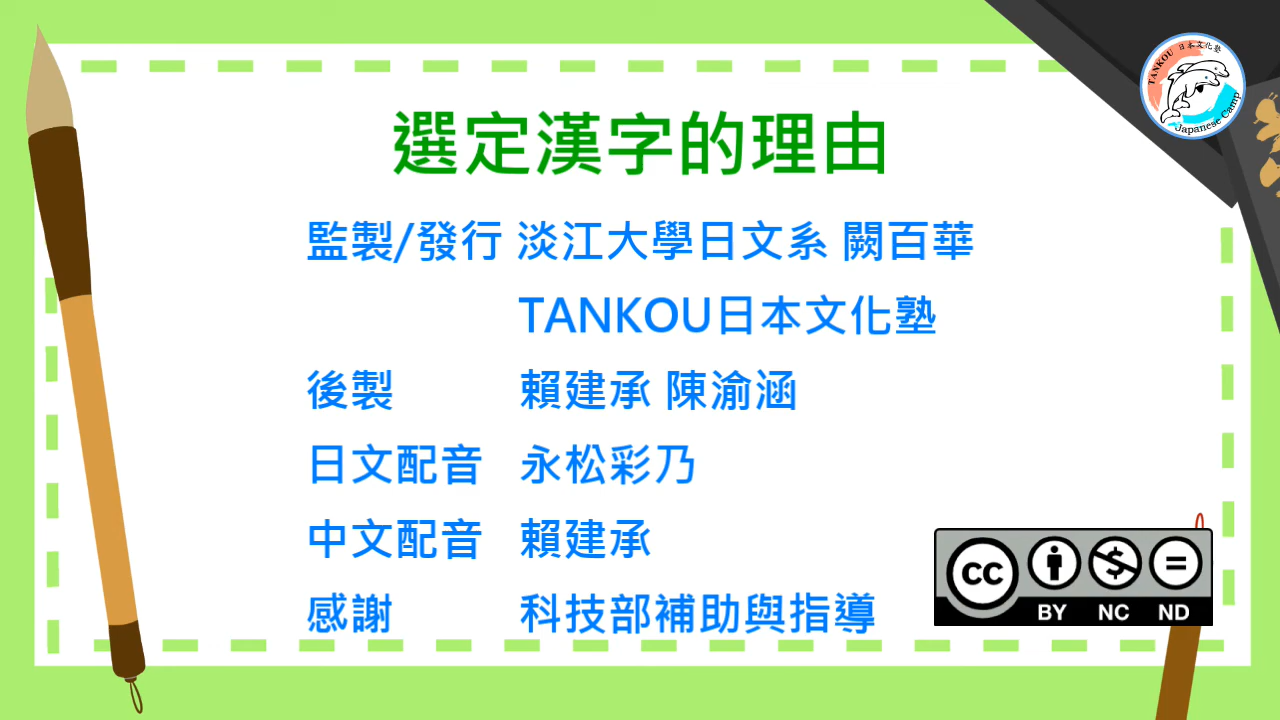 TANKOU 日本文化塾
Japanese Camp
選定漢字的理由
監製/發行 淡江大學日文系 闕百華
TANKOU日本文化塾
後製 賴建承 陳渝涵
日文配音 永松彩乃
中文配音 賴建承
感謝 科技部補助與指導
cc
BY NC ND